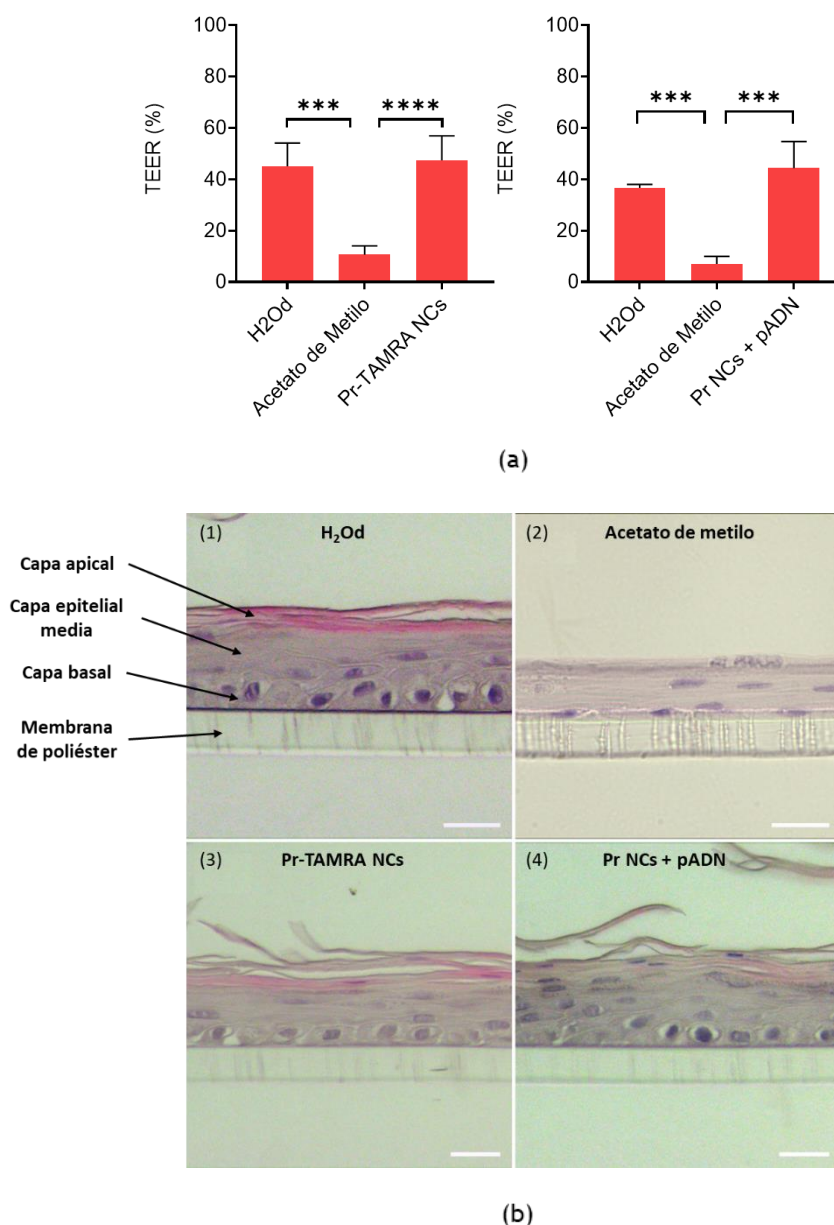 100
80
60
40
20
0
TEER (%)
***
****
H2Od
Acetato de Metilo
Pr-TAMRA NCs
100
80
60
40
20
0
TEER (%)
***
***
H2Od
Acetato de Metilo
Pr NCs + pADN
(a)
Capa apical
Capa epitelial
media
Capa basal
Membrana
de poliéster
(1)
H₂Od
(2)
Acetato de metilo
(3)
Pr-TAMRA NCs
(4)
Pr NCs + pADN
(b)